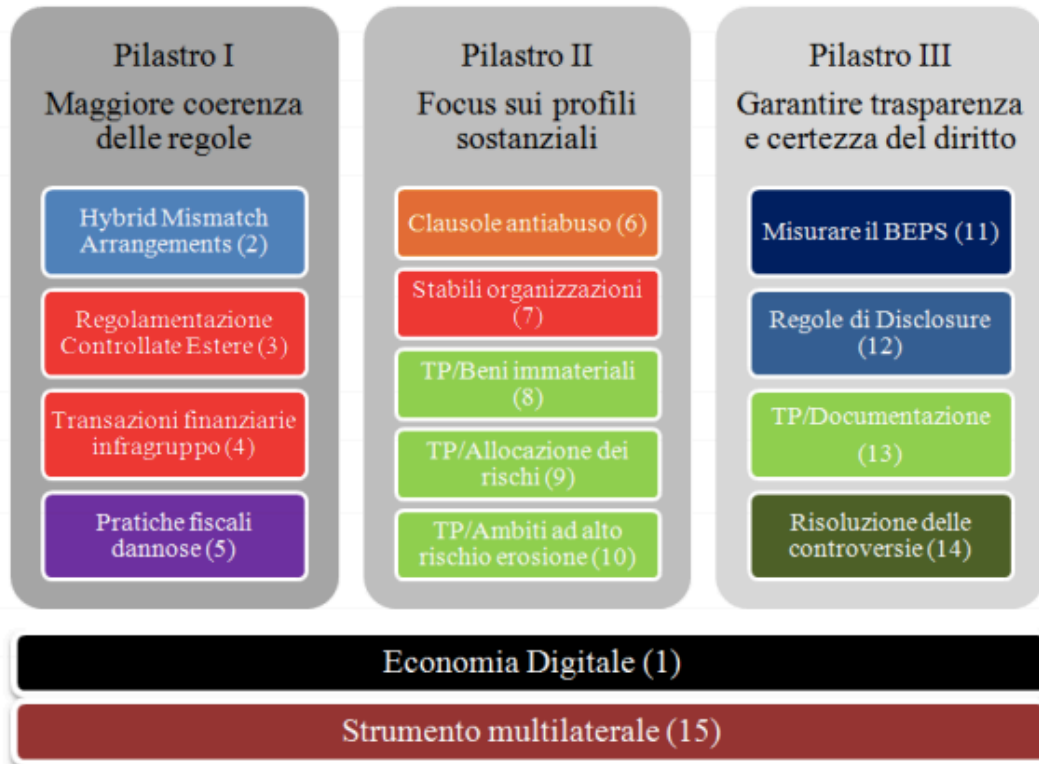 Pilastro I
Maggiore coerenza
delle regole
Hybrid Mismatch
Arrangements (2)
Regolamentazione
Controllate Estere (3)
Transazioni finanziarie
infragruppo (4)
Pratiche fiscali
dannose (5)
Pilastro II
Focus sui profili
sostanziali
Clausole antiabuso (6)
Stabili organizzazioni
(7)
TP/Beni immateriali
(8)
TP/Allocazione dei
rischi (9)
TP/Ambiti ad alto
rischio erosione (10)
Pilastro III
Garantire trasparenza
e certezza del diritto
Misurare il BEPS (11)
Regole di Disclosure
(12)
TP/Documentazione
(13)
Risoluzione delle
controversie (14)
Economia Digitale (1)
Strumento multilaterale (15)